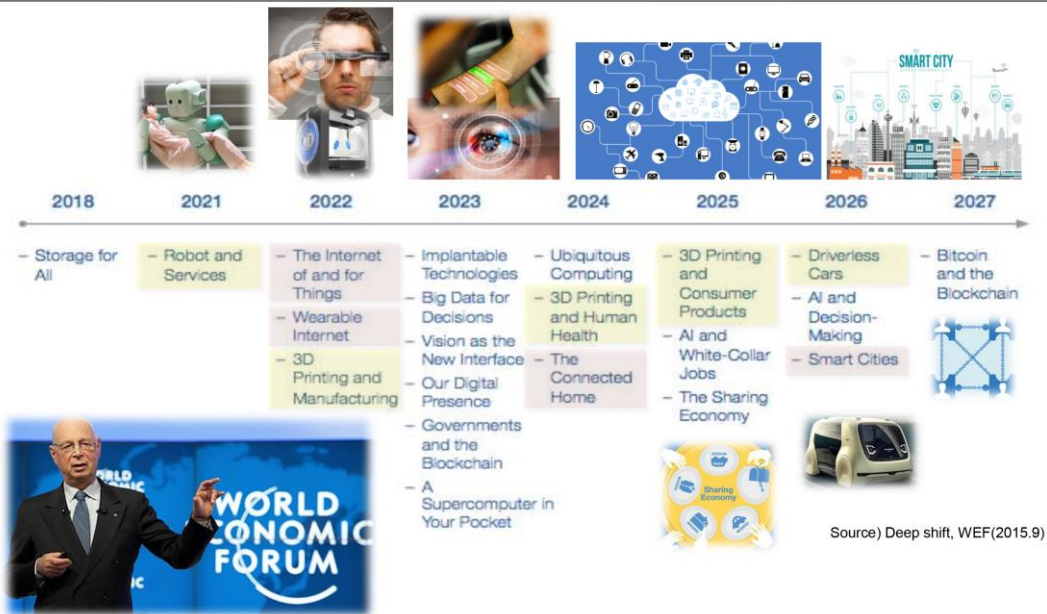 SMART CITY
2018
2021
2022
2023
2024
2025
2026
2027
– Storage for
All
– Robot and
Services
– The Internet
of and for
Things
– Wearable
Internet
– 3D
Printing and
Manufacturing
– Implantable
Technologies
– Big Data for
Decisions
– Vision as the
New Interface
– Our Digital
Presence
– Governments
and the
Blockchain
– A
Supercomputer in
Your Pocket
– Ubiquitous
Computing
– 3D Printing
and Human
Health
– The
Connected
Home
– 3D Printing
and
Consumer
Products
– AI and
White-Collar
Jobs
– The Sharing
Economy
– Driverless
Cars
– AI and
Decision-
Making
– Smart Cities
– Bitcoin
and the
Blockchain
WORLD
ECONOMIC
FORUM
Sharing
Economy
Source) Deep shift, WEF(2015.9)